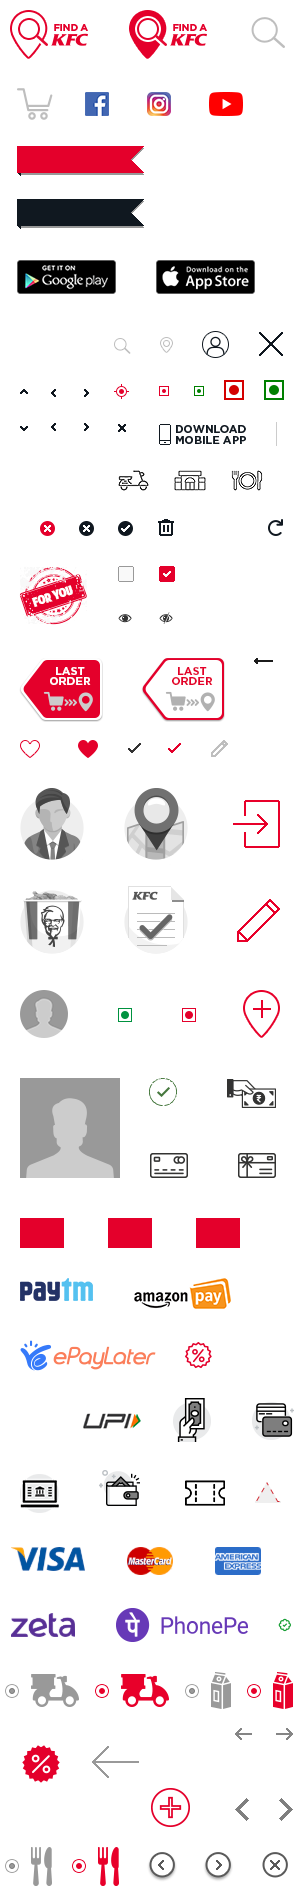 FIND A
KFC
FIND A
KFC
GET IT ON
Google play
Download on the
App Store
DOWNLOAD
MOBILE APP
FOR YOU
LAST
ORDER
LAST
ORDER
KFC
paytm
amazon pay
ePayLater
UPI
VISA
MasterCard
AMERICAN
EXPRESS
zeta
PhonePe